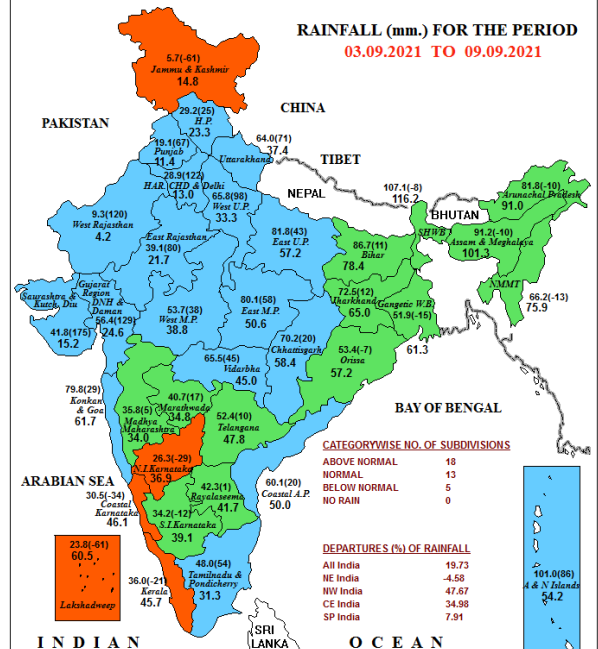 RAINFALL (mm.) FOR THE PERIOD
03.09.2021 TO 09.09.2021
5.7(-61)
Jammu & Kashmir
14.8
CHINA
PAKISTAN
29.2(25)
H.P.
23.3
19.1(67)
Punjab
11.4
64.0(71)
37.4
Uttarakhand
TIBET
28.9(122)
HAR. CHD & Delhi
13.0
65.8(98)
West U.P.
33.3
NEPAL
107.1(-8)
116.2
BHUTAN
81.8(-10)
Arunachal Pradesh
91.0
9.3(120)
West Rajasthan
4.2
East Rajasthan
39.1(80)
21.7
81.8(43)
East U.P.
57.2
86.7(11)
Bihar
78.4
SHWB
91.2(-10)
Assam & Meghalaya
101.3
NMMT
66.2(-13)
75.9
Saurashtra &
Kutch, Diu
41.8(175)
15.2
Gujarat
Region
DNH &
Daman
56.4(129)
24.6
53.7(38)
West M.P.
38.8
80.1(58)
East M.P.
50.6
72.5(12)
Jharkhand
65.0
Gangetic W.B.
51.9(-15)
61.3
70.2(20)
Chhattisgarh
58.4
53.4(-7)
Orissa
57.2
65.5(45)
Vidarbha
45.0
79.8(29)
Konkan
& Goa
61.7
40.7(17)
Marathwada
34.8
35.8(5)
Madhya
Maharashtra
34.0
52.4(10)
Telangana
47.8
BAY OF BENGAL
26.3(-29)
N.I.Karnataka
36.9
ARABIAN SEA
30.5(-34)
Coastal
Karnataka
46.1
42.3(1)
Rayalaseema
41.7
60.1(20)
Coastal A.P.
50.0
34.2(-12)
S.I.Karnataka
39.1
CATEGORYWISE NO. OF SUBDIVISIONS
ABOVE NORMAL 18
NORMAL 13
BELOW NORMAL 5
NO RAIN 0
23.8(-61)
60.5
Lakshadweep
36.0(-21)
Kerala
45.7
48.0(54)
Tamilnadu &
Pondicherry
31.3
DEPARTURES (%) OF RAINFALL
All India 19.73
NE India -4.58
NW India 47.67
CE India 34.98
SP India 7.91
101.0(86)
A & N Islands
54.2
SRI
LANKA
INDIAN OCEAN